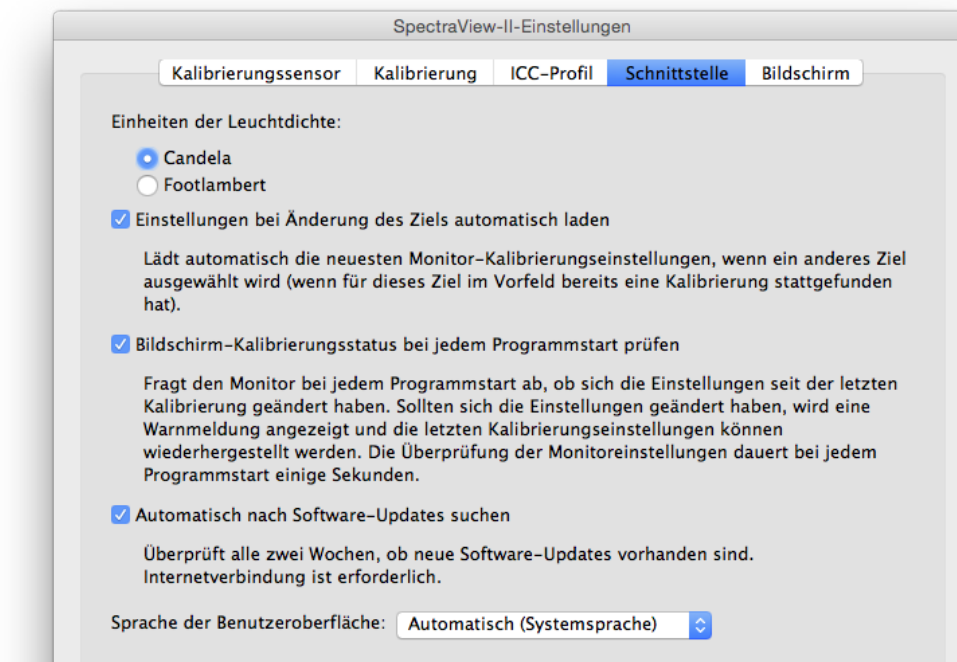 SpectraView-II-Einstellungen
Kalibrierungssensor Kalibrierung ICC-Profil Schnittstelle Bildschirm
Einheiten der Leuchtdichte:
Candela
Footlambert
Einstellungen bei Änderung des Ziels automatisch laden
Lädt automatisch die neuesten Monitor-Kalibrierungseinstellungen, wenn ein anderes Ziel
ausgewählt wird (wenn für dieses Ziel im Vorfeld bereits eine Kalibrierung stattgefunden
hat).
Bildschirm-Kalibrierungsstatus bei jedem Programmstart prüfen
Fragt den Monitor bei jedem Programmstart ab, ob sich die Einstellungen seit der letzten
Kalibrierung geändert haben. Sollten sich die Einstellungen geändert haben, wird eine
Warnmeldung angezeigt und die letzten Kalibrierungseinstellungen können
wiederhergestellt werden. Die Überprüfung der Monitoreinstellungen dauert bei jedem
Programmstart einige Sekunden.
Automatisch nach Software-Updates suchen
Überprüft alle zwei Wochen, ob neue Software-Updates vorhanden sind.
Internetverbindung ist erforderlich.
Sprache der Benutzeroberfläche: Automatisch (Systemsprache)